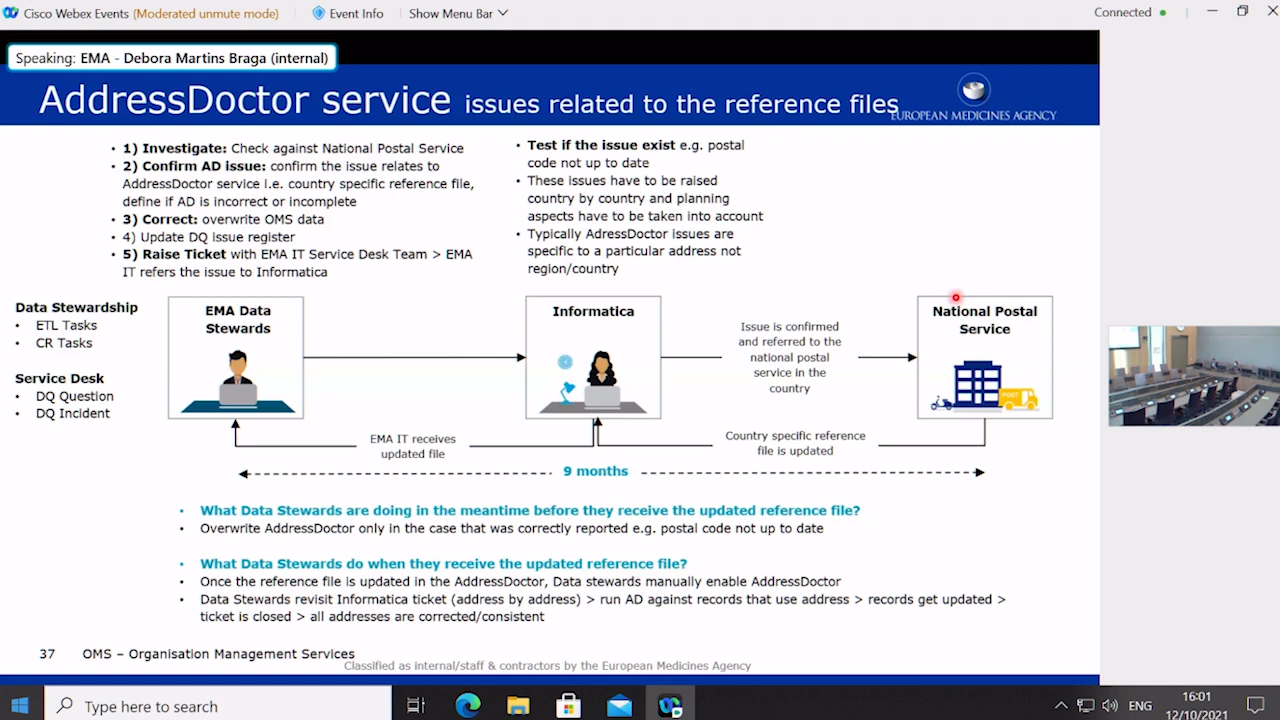 Cisco Webex Events (Moderated unmute mode)
Event Info
Show Menu Bar
Connected
Speaking: EMA - Debora Martins Braga (internal)
AddressDoctor service issues related to the reference files
EUROPEAN MEDICINES AGENCY
• 1) Investigate: Check against National Postal Service
• 2) Confirm AD issue: confirm the issue relates to
AddressDoctor service i.e. country specific reference file,
define if AD is incorrect or incomplete
• 3) Correct: overwrite OMS data
• 4) Update DQ issue register
• 5) Raise Ticket with EMA IT Service Desk Team > EMA
IT refers the issue to Informatica
• Test if the issue exist e.g. postal
code not up to date
• These issues have to be raised
country by country and planning
aspects have to be taken into account
• Typically AdressDoctor issues are
specific to a particular address not
region/country
Data Stewardship
• ETL Tasks
• CR Tasks
Service Desk
• DQ Question
• DQ Incident
EMA Data
Stewards
Informatica
Issue is confirmed
and referred to the
national postal
service in the
country
National Postal
Service
POST
EMA IT receives
updated file
Country specific reference
file is updated
9 months
• What Data Stewards are doing in the meantime before they receive the updated reference file?
• Overwrite AddressDoctor only in the case that was correctly reported e.g. postal code not up to date
• What Data Stewards do when they receive the updated reference file?
• Once the reference file is updated in the AddressDoctor, Data stewards manually enable AddressDoctor
• Data Stewards revisit Informatica ticket (address by address) > run AD against records that use address > records get updated >
ticket is closed > all addresses are corrected/consistent
37 OMS – Organisation Management Services
Classified as internal/staff & contractors by the European Medicines Agency
Type here to search
ENG
16:01
12/10/2021